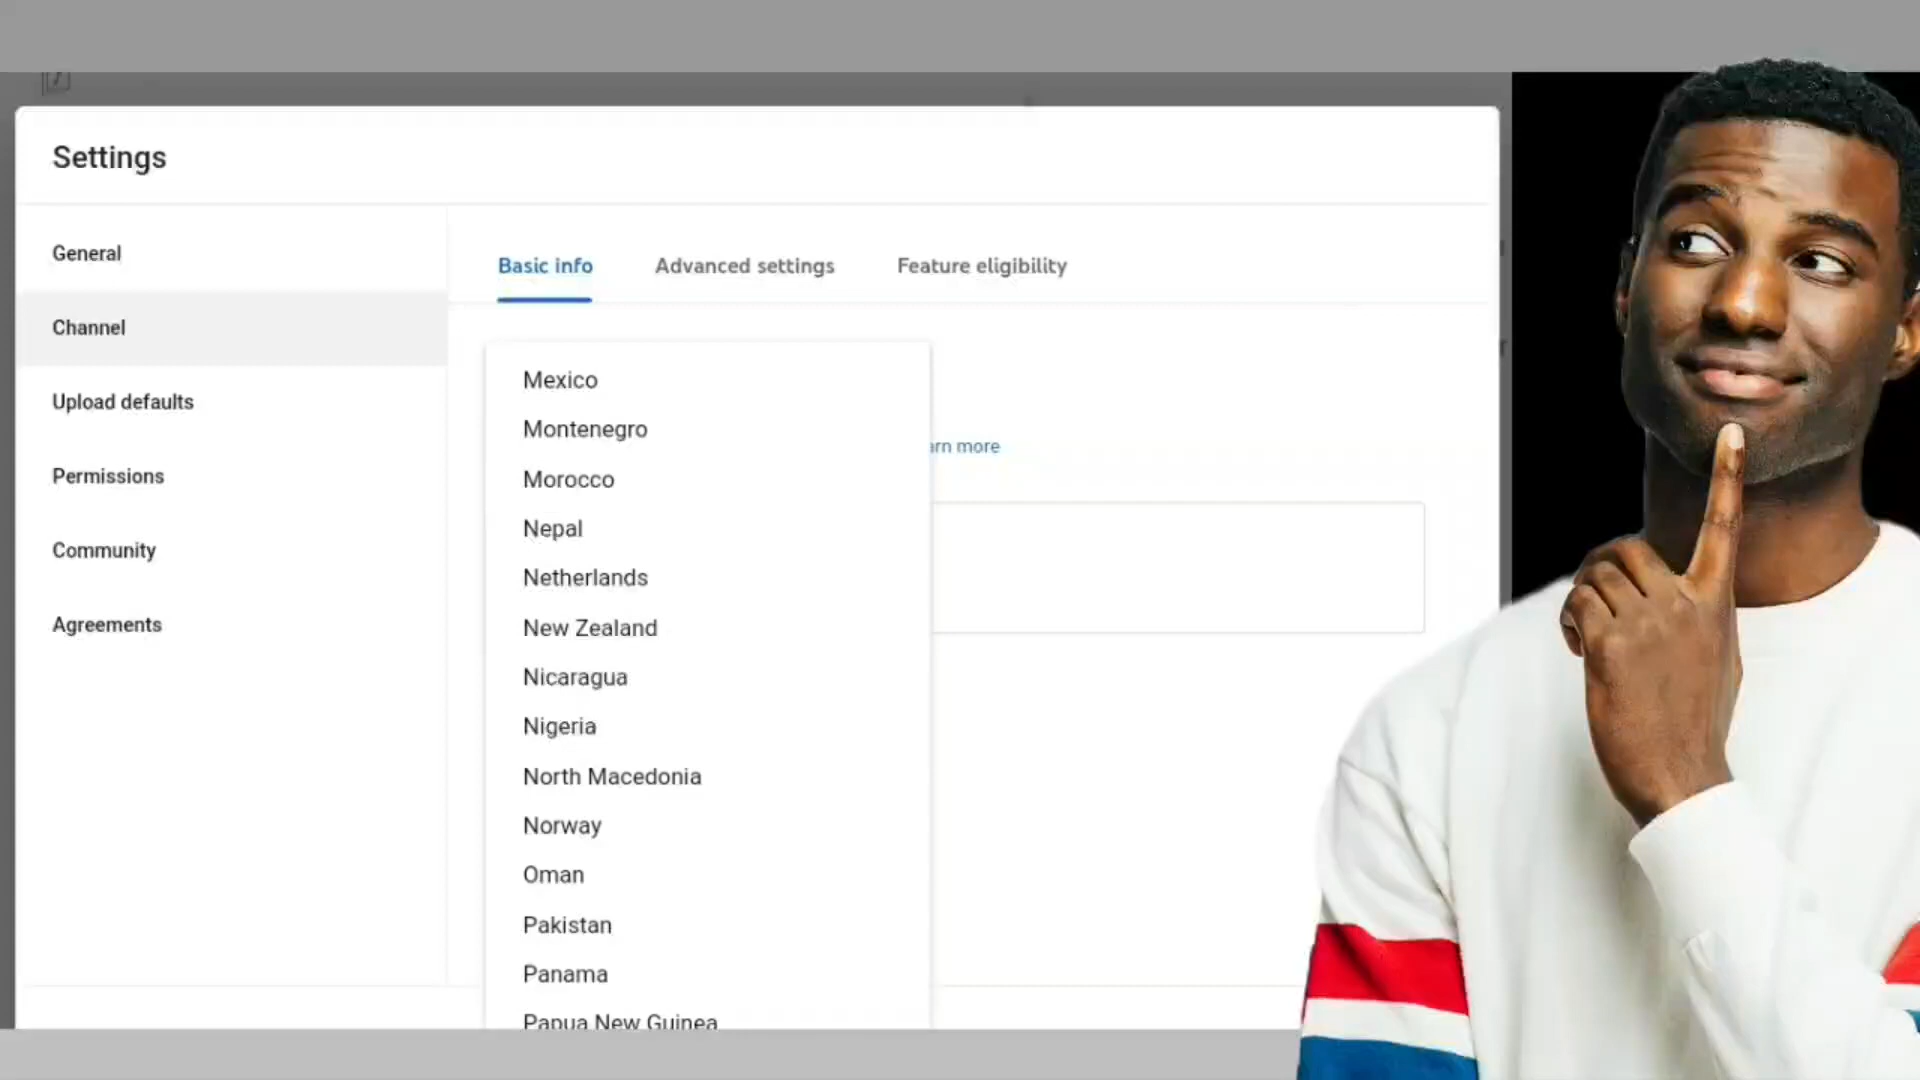 Settings
General
Channel
Upload defaults
Permissions
Community
Agreements
Basic info Advanced settings Feature eligibility
Mexico
Montenegro
more
Morocco
Nepal
Netherlands
New Zealand
Nicaragua
Nigeria
North Macedonia
Norway
Oman
Pakistan
Panama
Papua New Guinea